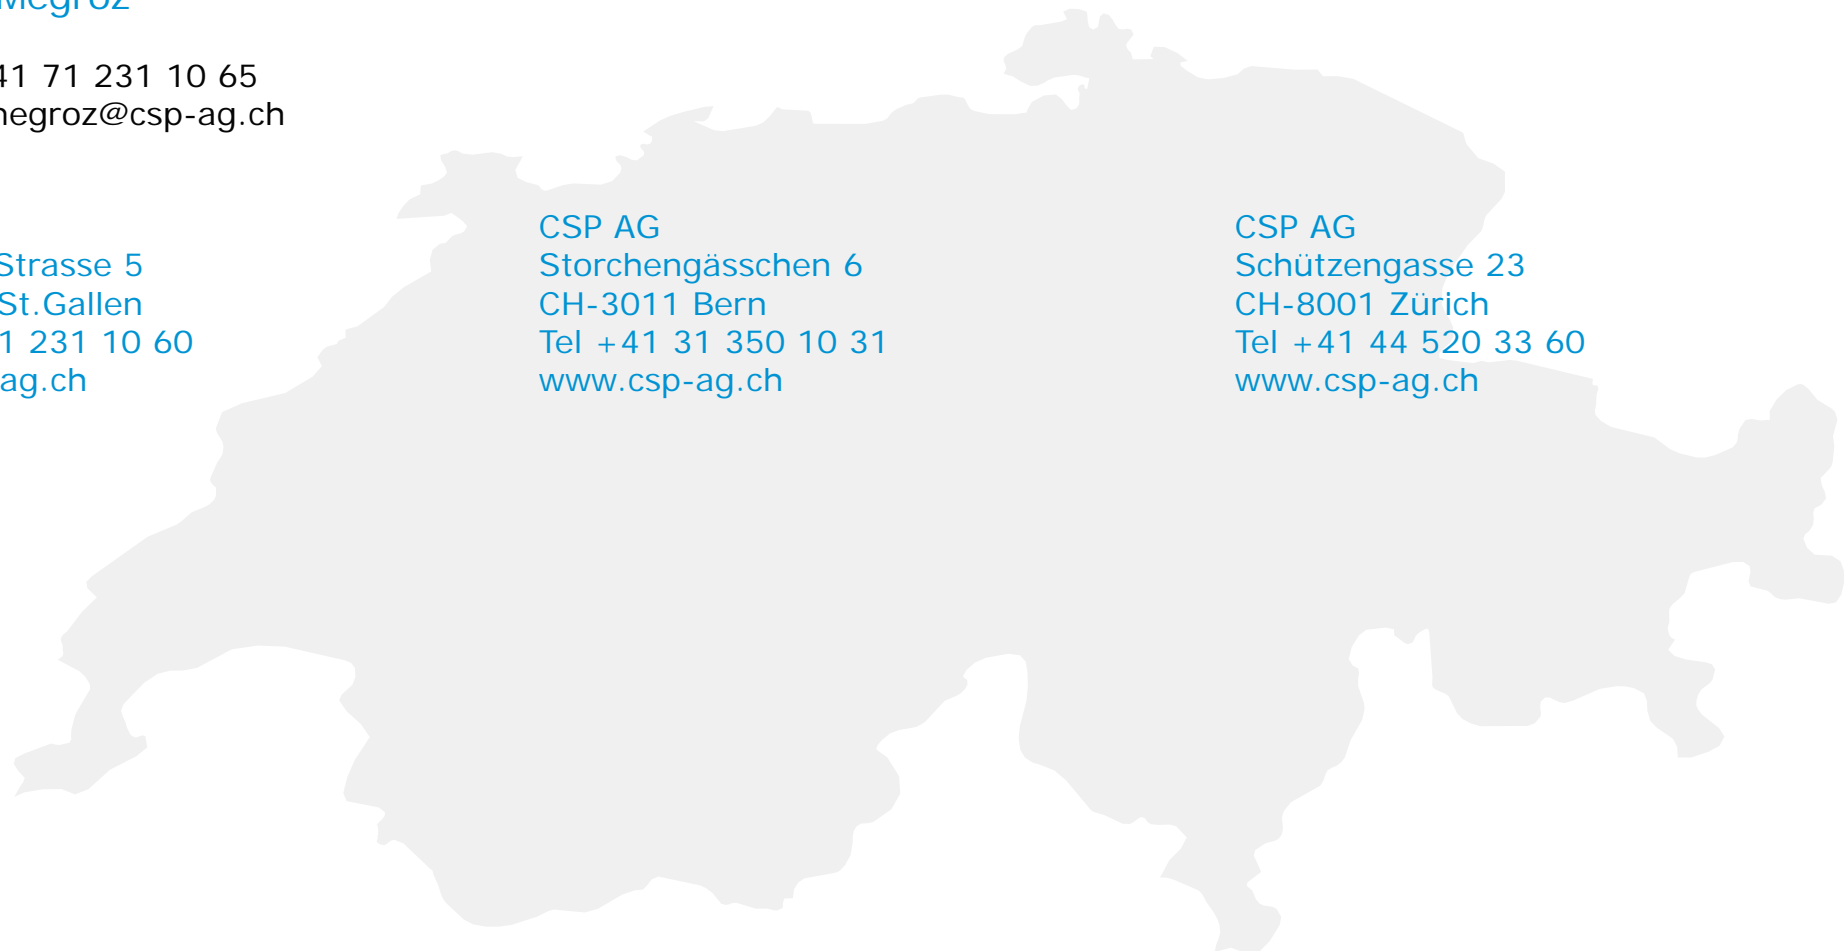 Megroz
41 71 231 10 65
negroz@csp-ag.ch
Strasse 5
St.Gallen
1 231 10 60
ag.ch
CSP AG
Storchengässchen 6
CH-3011 Bern
Tel +41 31 350 10 31
www.csp-ag.ch
CSP AG
Schützengasse 23
CH-8001 Zürich
Tel +41 44 520 33 60
www.csp-ag.ch